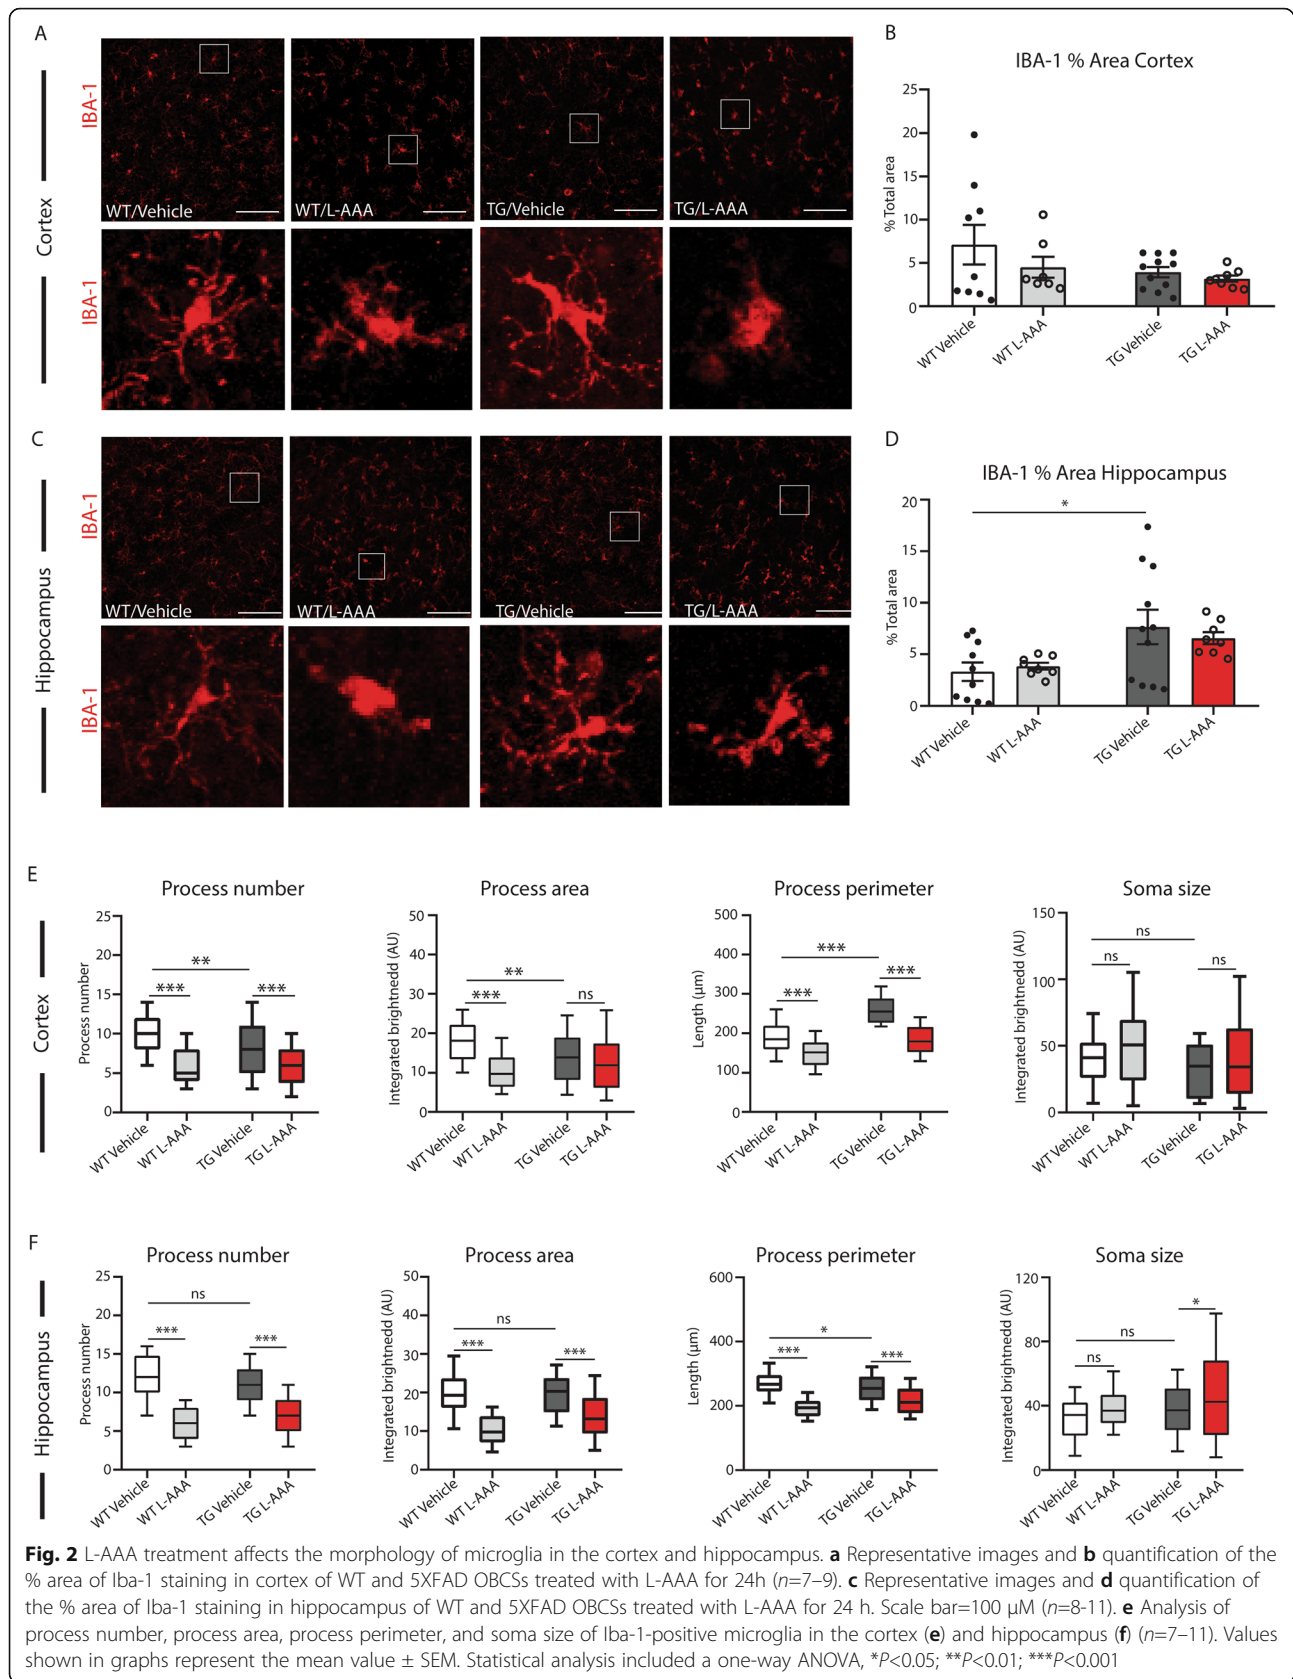 A
Cortex
IBA-1
WT/Vehicle
WT/L-AAA
TG/Vehicle
TG/L-AAA
IBA-1
B
IBA-1 % Area Cortex
% Total area
25
20
15
10
5
0
WT Vehicle
WT L-AAA
TG Vehicle
TG L-AAA
C
Hippocampus
IBA-1
WT/Vehicle
WT/L-AAA
TG/Vehicle
TG/L-AAA
IBA-1
D
IBA-1 % Area Hippocampus
% Total area
20
15
10
5
0
*
WT Vehicle
WT L-AAA
TG Vehicle
TG L-AAA
E
Cortex
Process number
Process number
25
20
15
10
5
0
**
***
***
WT Vehicle
WT L-AAA
TG Vehicle
TG L-AAA
Process area
Integrated brightnedd (AU)
50
40
30
20
10
0
**
***
ns
WT Vehicle
WT L-AAA
TG Vehicle
TG L-AAA
Process perimeter
Length (µm)
500
400
300
200
100
0
***
***
***
WT Vehicle
WT L-AAA
TG Vehicle
TG L-AAA
Soma size
Integrated brightnedd (AU)
150
100
50
0
ns
ns
ns
WT Vehicle
WT L-AAA
TG Vehicle
TG L-AAA
F
Hippocampus
Process number
Process number
25
20
15
10
5
0
ns
***
***
WT Vehicle
WT L-AAA
TG Vehicle
TG L-AAA
Process area
Integrated brightnedd (AU)
50
40
30
20
10
0
ns
***
***
WT Vehicle
WT L-AAA
TG Vehicle
TG L-AAA
Process perimeter
Length (µm)
600
400
200
0
*
***
***
WT Vehicle
WT L-AAA
TG Vehicle
TG L-AAA
Soma size
Integrated brightnedd (AU)
120
80
40
0
*
ns
ns
WT Vehicle
WT L-AAA
TG Vehicle
TG L-AAA
Fig. 2 L-AAA treatment affects the morphology of microglia in the cortex and hippocampus. a Representative images and b quantification of the
% area of Iba-1 staining in cortex of WT and 5XFAD OBCSs treated with L-AAA for 24h (n=7–9). c Representative images and d quantification of
the % area of Iba-1 staining in hippocampus of WT and 5XFAD OBCSs treated with L-AAA for 24 h. Scale bar=100 µM (n=8-11). e Analysis of
process number, process area, process perimeter, and soma size of Iba-1-positive microglia in the cortex (e) and hippocampus (f) (n=7–11). Values
shown in graphs represent the mean value ± SEM. Statistical analysis included a one-way ANOVA, *P<0.05; **P<0.01; ***P<0.001